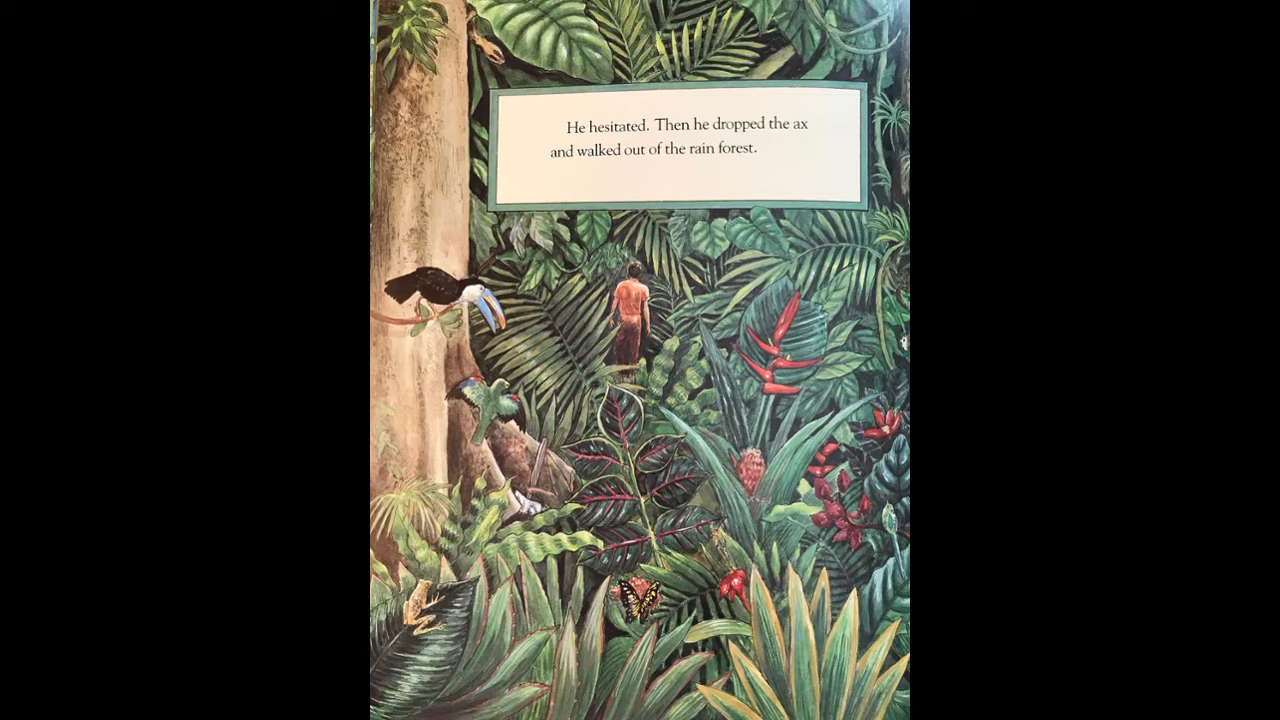 He hesitated. Then he dropped the ax
and walked out of the rain forest.